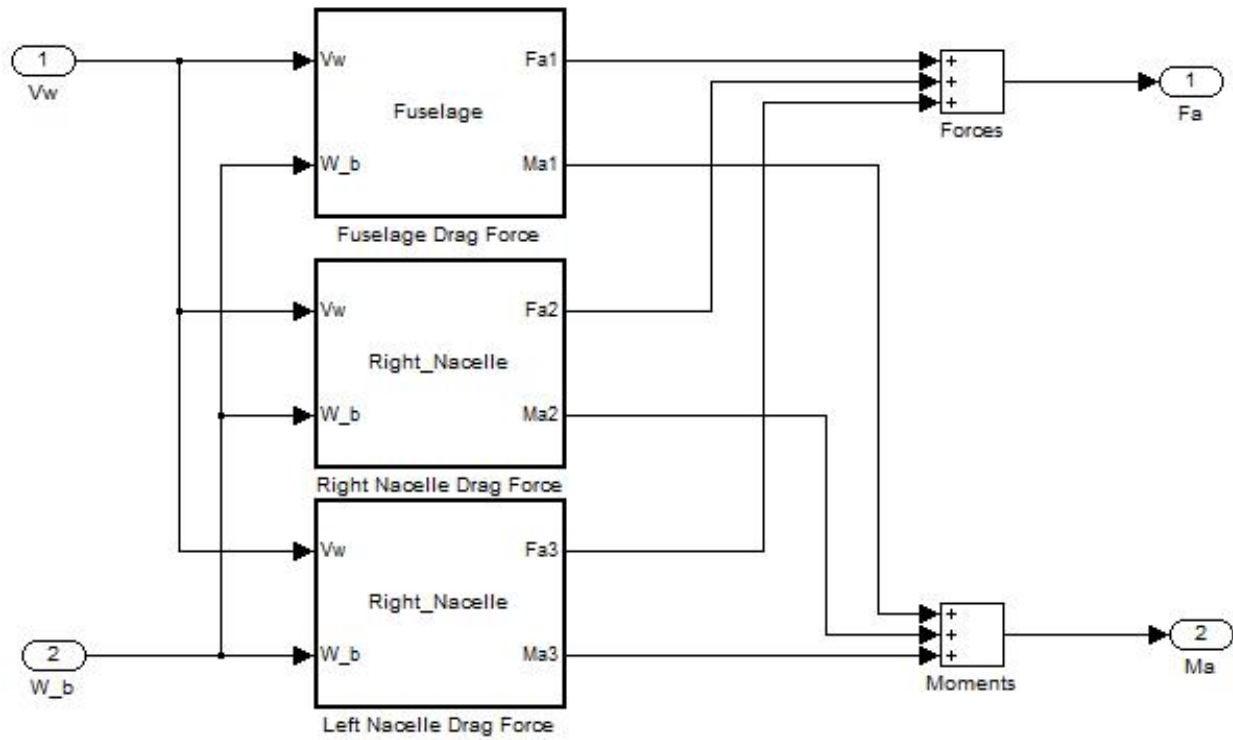 1
Vw
2
W_b
Vw
Fa1
Fuselage
W_b
Ma1
Fuselage Drag Force
Vw
Fa2
Right_Nacelle
W_b
Ma2
Right Nacelle Drag Force
Vw
Fa3
Right_Nacelle
W_b
Ma3
Left Nacelle Drag Force
+
+
+
Forces
1
Fa
+
+
+
Moments
2
Ma